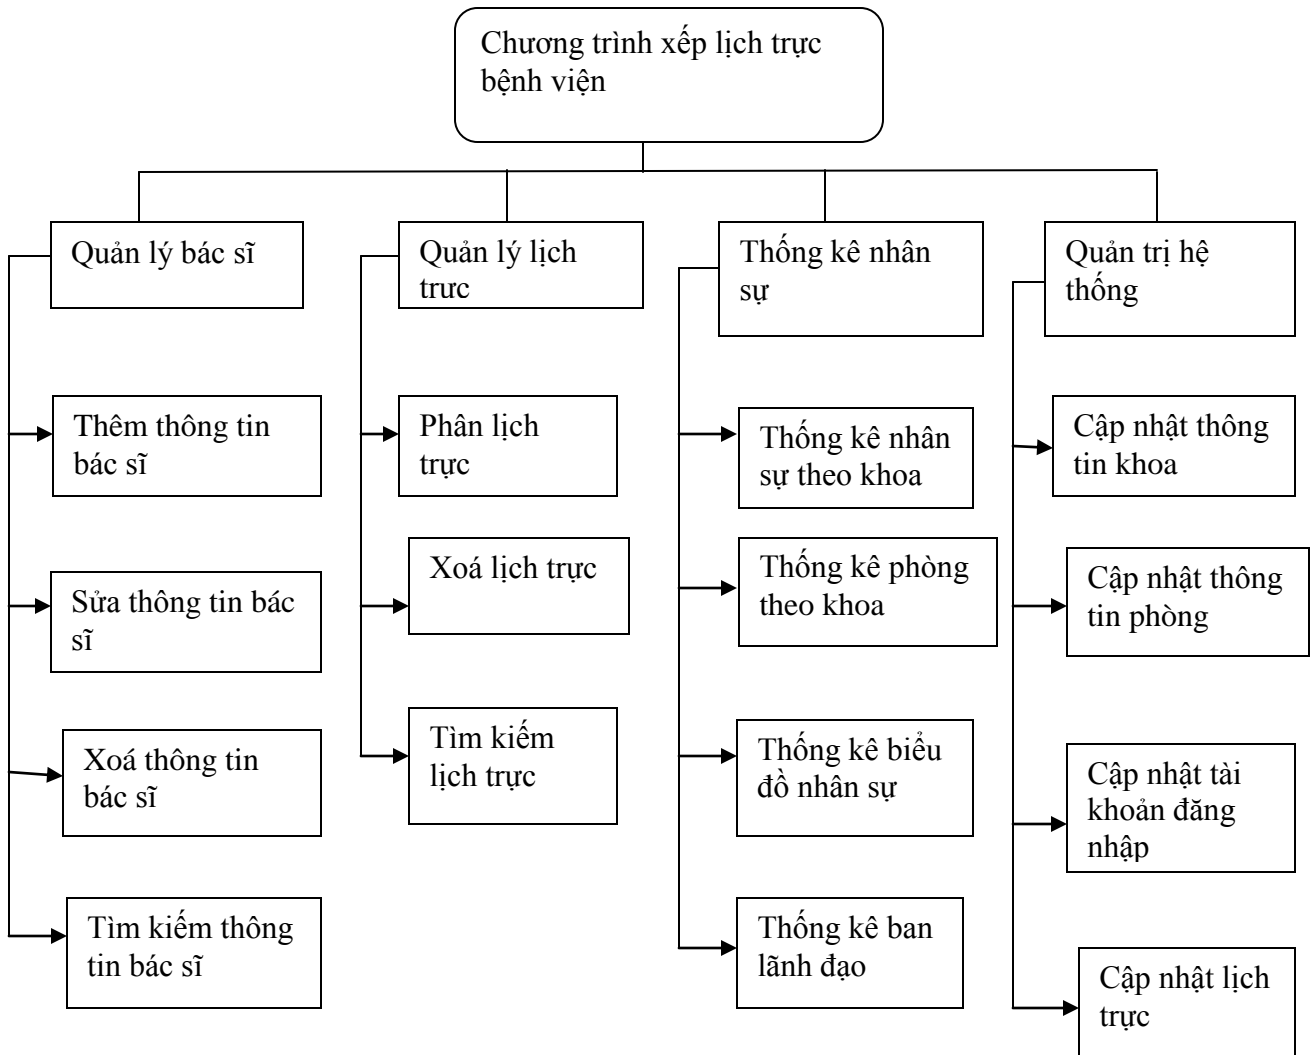 Chương trình xếp lịch trực
bệnh viện
Quản lý bác sĩ
Quản lý lịch
trưc
Thống kê nhân
sự
Quản trị hệ
thống
Thêm thông tin
bác sĩ
Phân lịch
trực
Thống kê nhân
sự theo khoa
Cập nhật thông
tin khoa
Sửa thông tin bác
sĩ
Xoá lịch trực
Thống kê phòng
theo khoa
Cập nhật thông
tin phòng
Xoá thông tin
bác sĩ
Tìm kiếm
lịch trực
Thống kê biểu
đồ nhân sự
Cập nhật tài
khoản đăng
nhập
Tìm kiếm thông
tin bác sĩ
Thống kê ban
lãnh đạo
Cập nhật lịch
trực